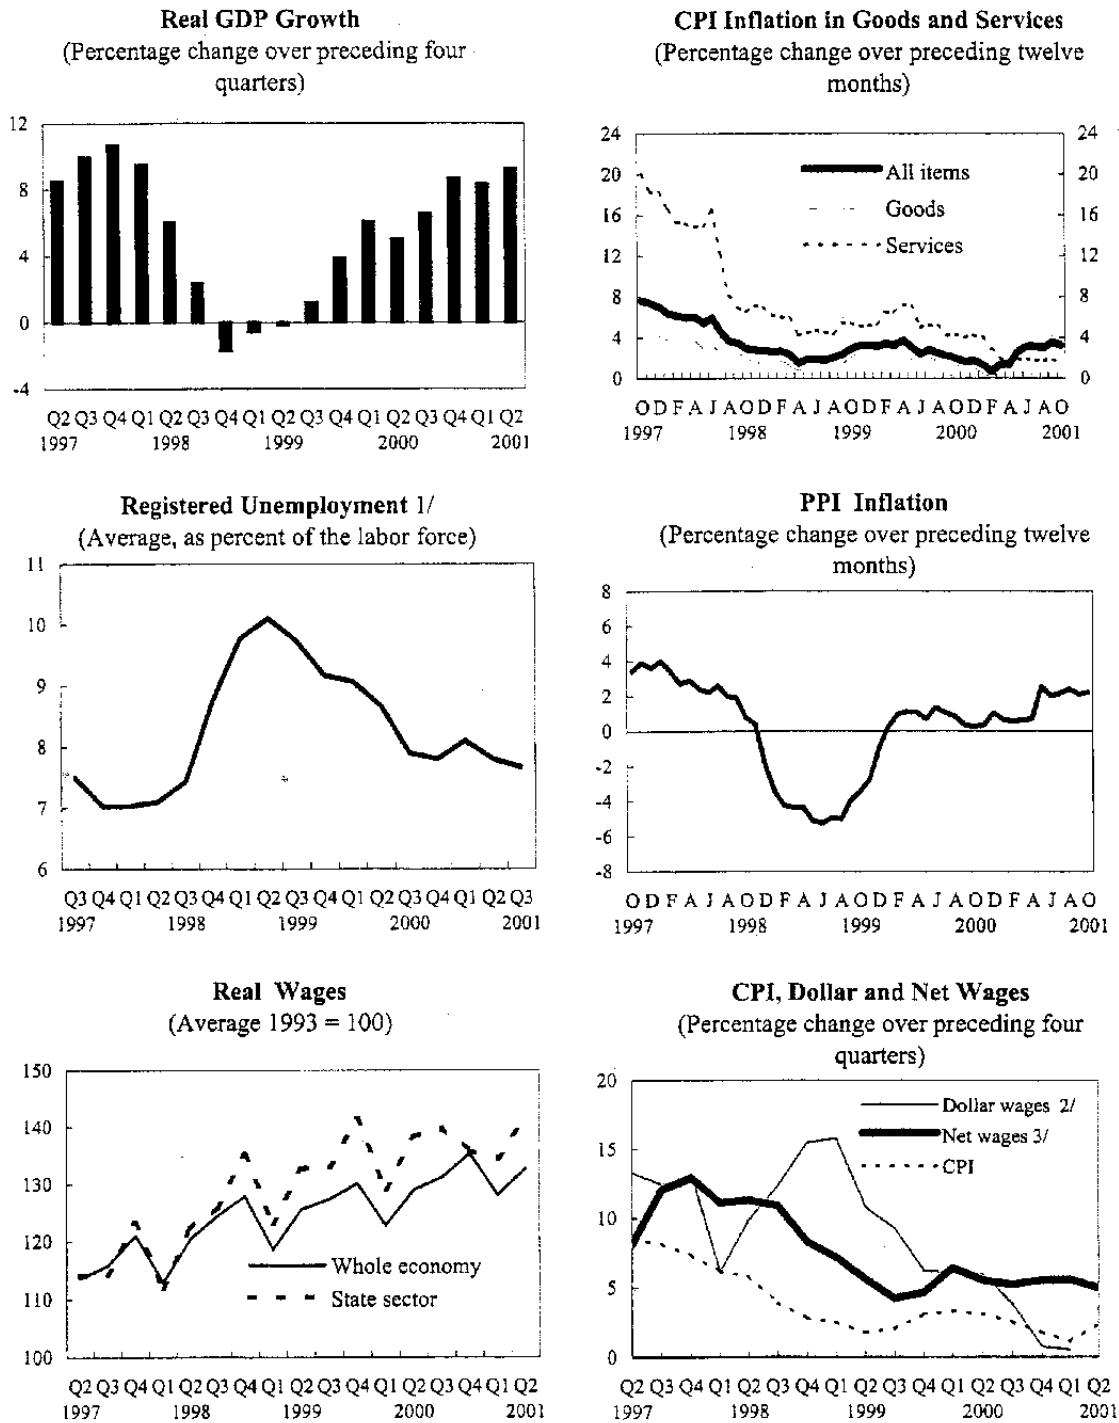 Real GDP Growth
(Percentage change over preceding four
quarters)
12
8
4
0
-4
Q2 Q3 Q4 Q1 Q2 Q3 Q4 Q1 Q2 Q3 Q4 Q1 Q2 Q3 Q4 Q1 Q2
1997 1998 1999 2000 2001
CPI Inflation in Goods and Services
(Percentage change over preceding twelve
months)
24 24
20 20
16 16
12 12
8 8
4 4
0 0
All items
Goods
Services
O D F A J A O D F A J A O D F A J A O D F A J A O
1997 1998 1999 2000 2001
Registered Unemployment 1/
(Average, as percent of the labor force)
11
10
9
8
7
6
Q3 Q4 Q1 Q2 Q3 Q4 Q1 Q2 Q3 Q4 Q1 Q2 Q3 Q4 Q1 Q2 Q3
1997 1998 1999 2000 2001
PPI Inflation
(Percentage change over preceding twelve
months)
8
6
4
2
0
-2
-4
-6
-8
O D F A J A O D F A J A O D F A J A O D F A J A O
1997 1998 1999 2000 2001
Real Wages
(Average 1993 = 100)
150
140
130
120
110
100
Whole economy
State sector
Q2 Q3 Q4 Q1 Q2 Q3 Q4 Q1 Q2 Q3 Q4 Q1 Q2 Q3 Q4 Q1 Q2
1997 1998 1999 2000 2001
CPI, Dollar and Net Wages
(Percentage change over preceding four
quarters)
20
15
10
5
0
Dollar wages 2/
Net wages 3/
CPI
Q2 Q3 Q4 Q1 Q2 Q3 Q4 Q1 Q2 Q3 Q4 Q1 Q2 Q3 Q4 Q1 Q2
1997 1998 1999 2000 2001